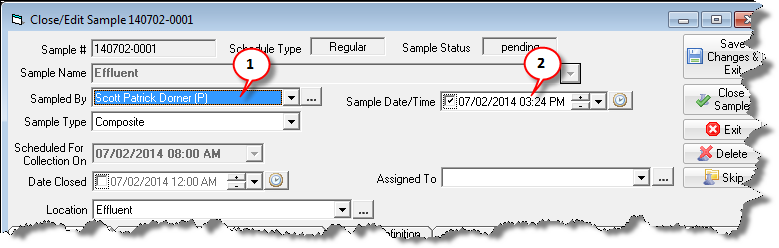 Close/Edit Sample 140702-0001
Sample # 140702-0001 Schedule Type Regular Sample Status pending
Save Changes & Exit
Sample Name Effluent
1
2
Sampled By Scott Patrick Dorner (P) ... Sample Date/Time 07/02/2014 03:24 PM
Close Sample
Sample Type Composite
Exit
Scheduled For Collection On 07/02/2014 08:00 AM
Delete
Date Closed 07/02/2014 12:00 AM Assigned To ...
Skip
Location Effluent ...